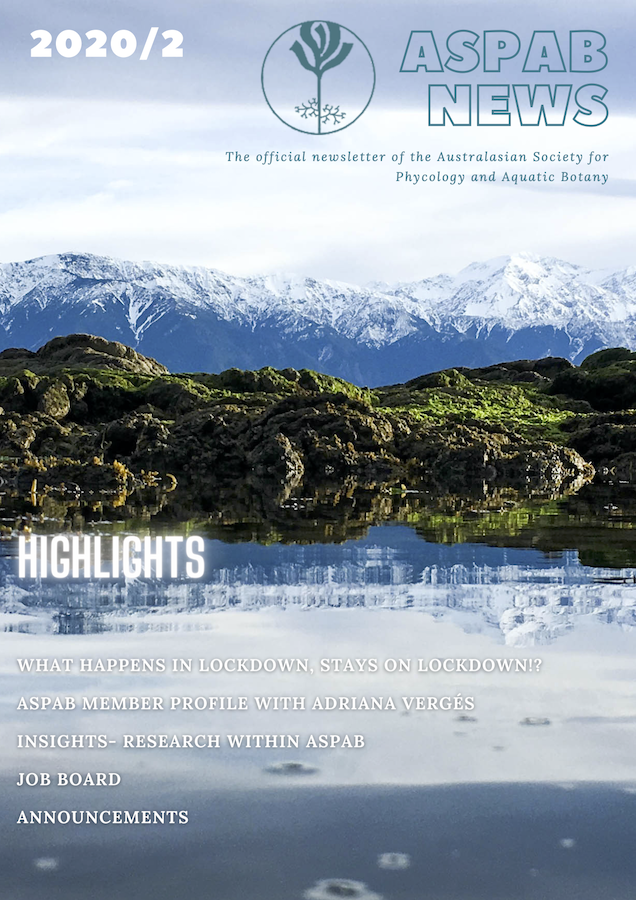 2020/2
ASPAB
NEWS
The official newsletter of the Australasian Society for
Phycology and Aquatic Botany
HIGHLIGHTS
WHAT HAPPENS IN LOCKDOWN, STAYS ON LOCKDOWN!?
ASPAB MEMBER PROFILE WITH ADRIANA VERGÉS
INSIGHTS- RESEARCH WITHIN ASPAB
JOB BOARD
ANNOUNCEMENTS